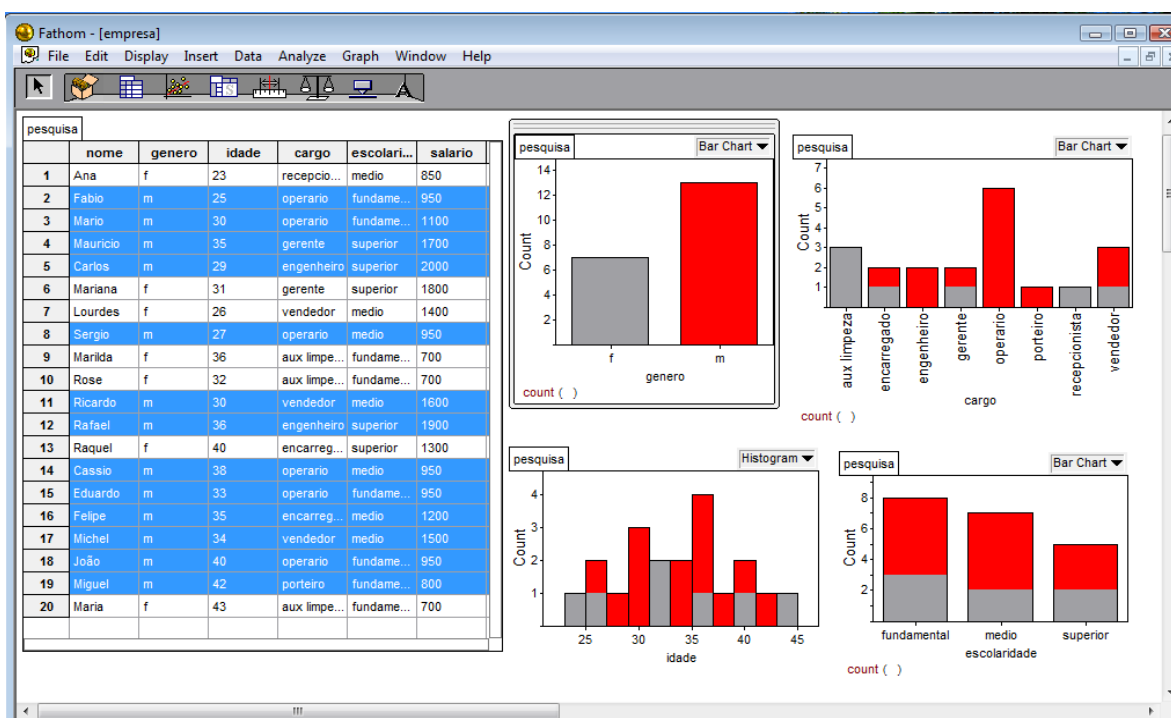 Fathom - [empresa]
File Edit Display Insert Data Analyze Graph Window Help
pesquisa
nome genero idade cargo escolari... salario
1 Ana f 23 recepcio... medio 850
2 Fabio m 25 operario fundame... 950
3 Mario m 30 operario fundame... 1100
4 Mauricio m 35 gerente superior 1700
5 Carlos m 29 engenheiro superior 2000
6 Mariana f 31 gerente superior 1800
7 Lourdes f 26 vendedor medio 1400
8 Sergio m 27 operario medio 950
9 Marilda f 36 aux limpe... fundame... 700
10 Rose f 32 aux limpe... fundame... 700
11 Ricardo m 30 vendedor medio 1600
12 Rafael m 36 engenheiro superior 1900
13 Raquel f 40 encarreg... superior 1300
14 Cassio m 38 operario medio 950
15 Eduardo m 33 operario fundame... 950
16 Felipe m 35 encarreg... medio 1200
17 Michel m 34 vendedor medio 1500
18 João m 40 operario fundame... 950
19 Miguel m 42 porteiro fundame... 800
20 Maria f 43 aux limpe... fundame... 700
pesquisa Bar Chart
14
12
10
8
6
4
2
Count
f m
genero
count ( )
pesquisa Bar Chart
7
6
5
4
3
2
1
Count
aux limpeza encarregado engenheiro gerente operario porteiro recepcionista vendedor
cargo
count ( )
pesquisa Histogram
4
3
2
1
Count
25 30 35 40 45
idade
pesquisa Bar Chart
8
6
4
2
Count
fundamental medio superior
escolaridade
count ( )